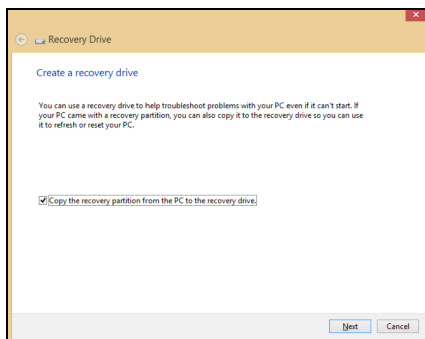 Recovery Drive
Create a recovery drive
You can use a recovery drive to help troubleshoot problems with your PC even if it can't start. If
your PC came with a recovery partition, you can also copy it to the recovery drive so you can use
it to refresh or reset your PC.
Copy the recovery partition from the PC to the recovery drive.
Next Cancel